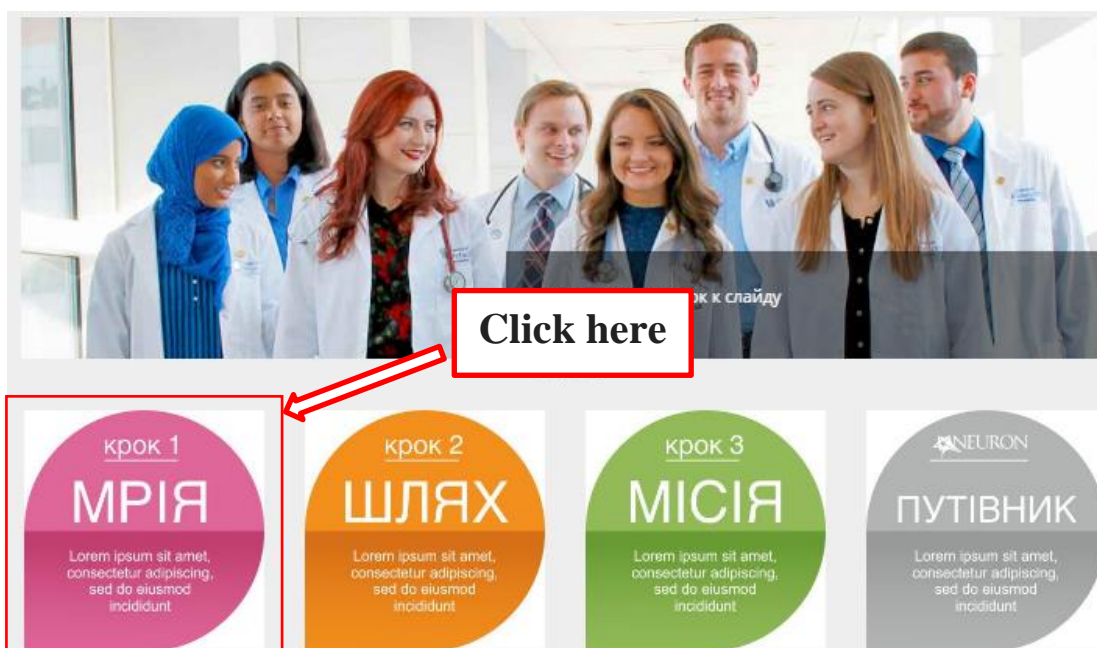 ок к слайду
Click here
крок 1
МРІЯ
Lorem ipsum sit amet,
consectetur adipiscing,
sed do eiusmod
incididunt
крок 2
ШЛЯХ
Lorem ipsum sit amet,
consectetur adipiscing,
sed do eiusmod
incididunt
крок 3
МІСІЯ
Lorem ipsum sit amet,
consectetur adipiscing,
sed do eiusmod
incididunt
NEURON
ПУТІВНИК
Lorem ipsum sit amet,
consectetur adipiscing,
sed do eiusmod
incididunt